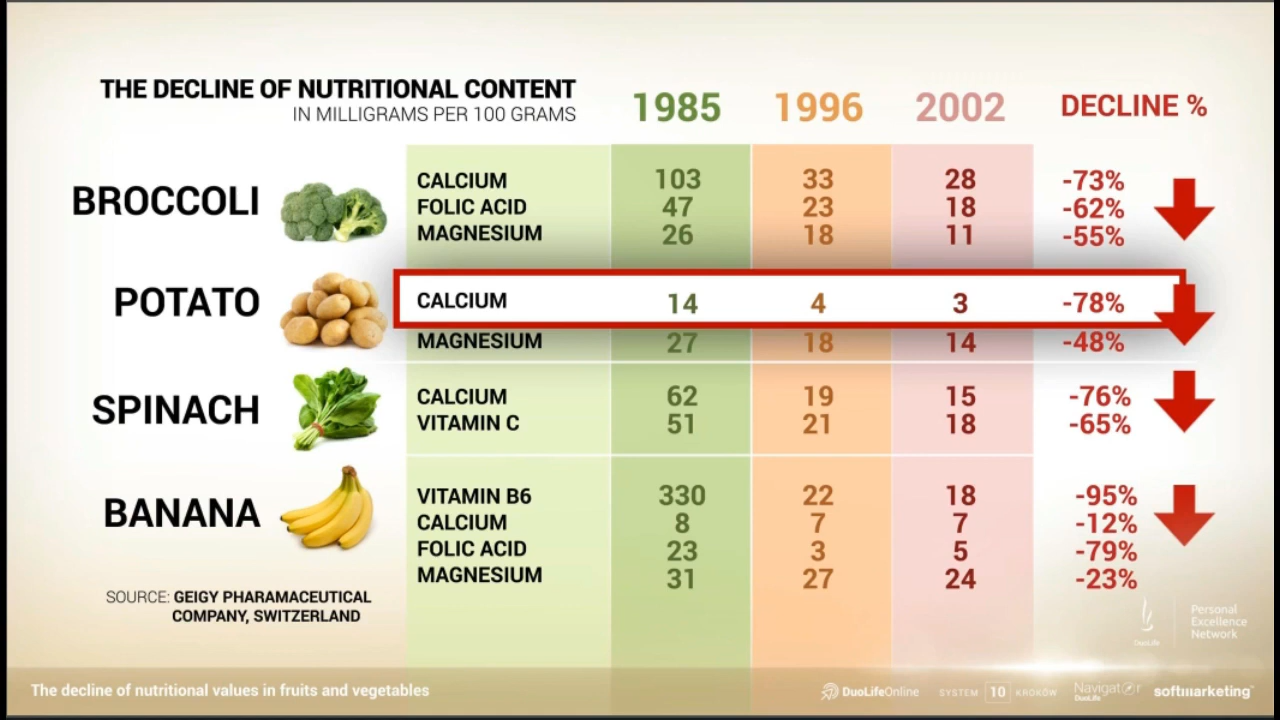 THE DECLINE OF NUTRITIONAL CONTENT
IN MILLIGRAMS PER 100 GRAMS
1985 1996 2002 DECLINE %
BROCCOLI
CALCIUM 103 33 28 -73%
FOLIC ACID 47 23 18 -62%
MAGNESIUM 26 18 11 -55%
POTATO
CALCIUM 14 4 3 -78%
MAGNESIUM 27 18 14 -48%
SPINACH
CALCIUM 62 19 15 -76%
VITAMIN C 51 21 18 -65%
BANANA
VITAMIN B6 330 22 18 -95%
CALCIUM 8 7 7 -12%
FOLIC ACID 23 3 5 -79%
MAGNESIUM 31 27 24 -23%
SOURCE: GEIGY PHARAMACEUTICAL
COMPANY, SWITZERLAND
DuoLife
Personal
Excellence
Network
The decline of nutritional values in fruits and vegetables
DuoLifeOnline
SYSTEM 10 KROKÓW
Navigator
DuoLife
softmarketing